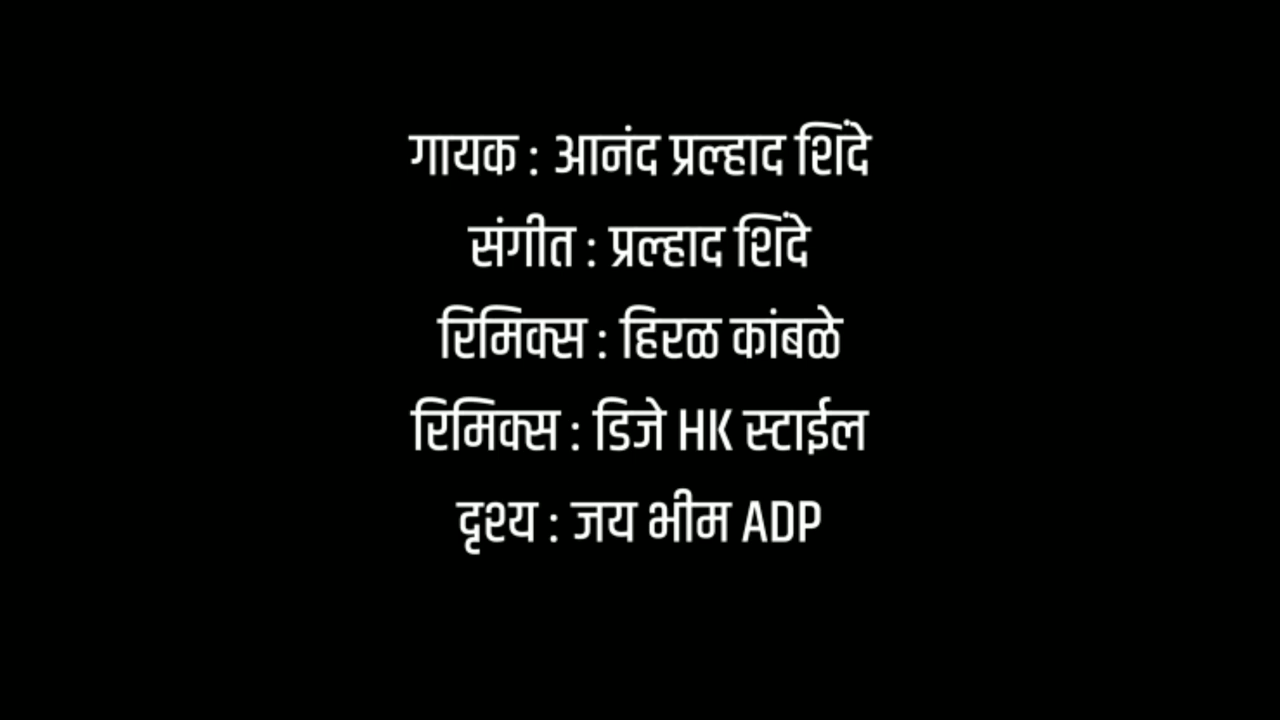 गायक : आनंद प्रल्हाद शिंदे
संगीत : प्रल्हाद शिंदे
रिमिक्स : हिरळ कांबळे
रिमिक्स : डिजे HK स्टाईल
दृश्य : जय भीम ADP